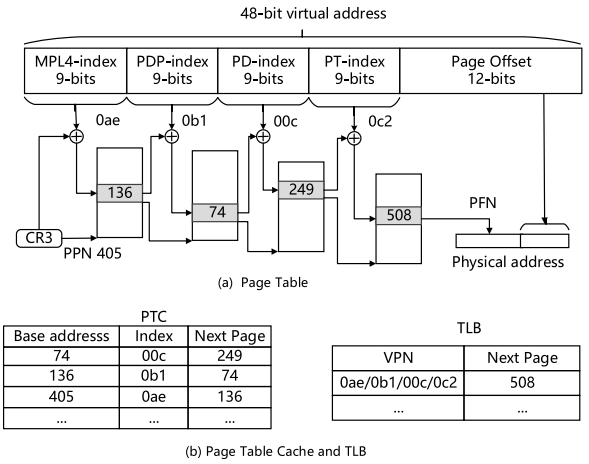 48-bit virtual address
MPL4-index PDP-index PD-index PT-index Page Offset
9-bits 9-bits 9-bits 9-bits 12-bits
0ae 0b1 00c 0c2
136
74
249
508
PFN
CR3
PPN 405
Physical address
(a) Page Table
PTC
Base addresss Index Next Page
74 00c 249
136 0b1 74
405 0ae 136
... ... ...
TLB
VPN Next Page
0ae/0b1/00c/0c2 508
... ...
(b) Page Table Cache and TLB